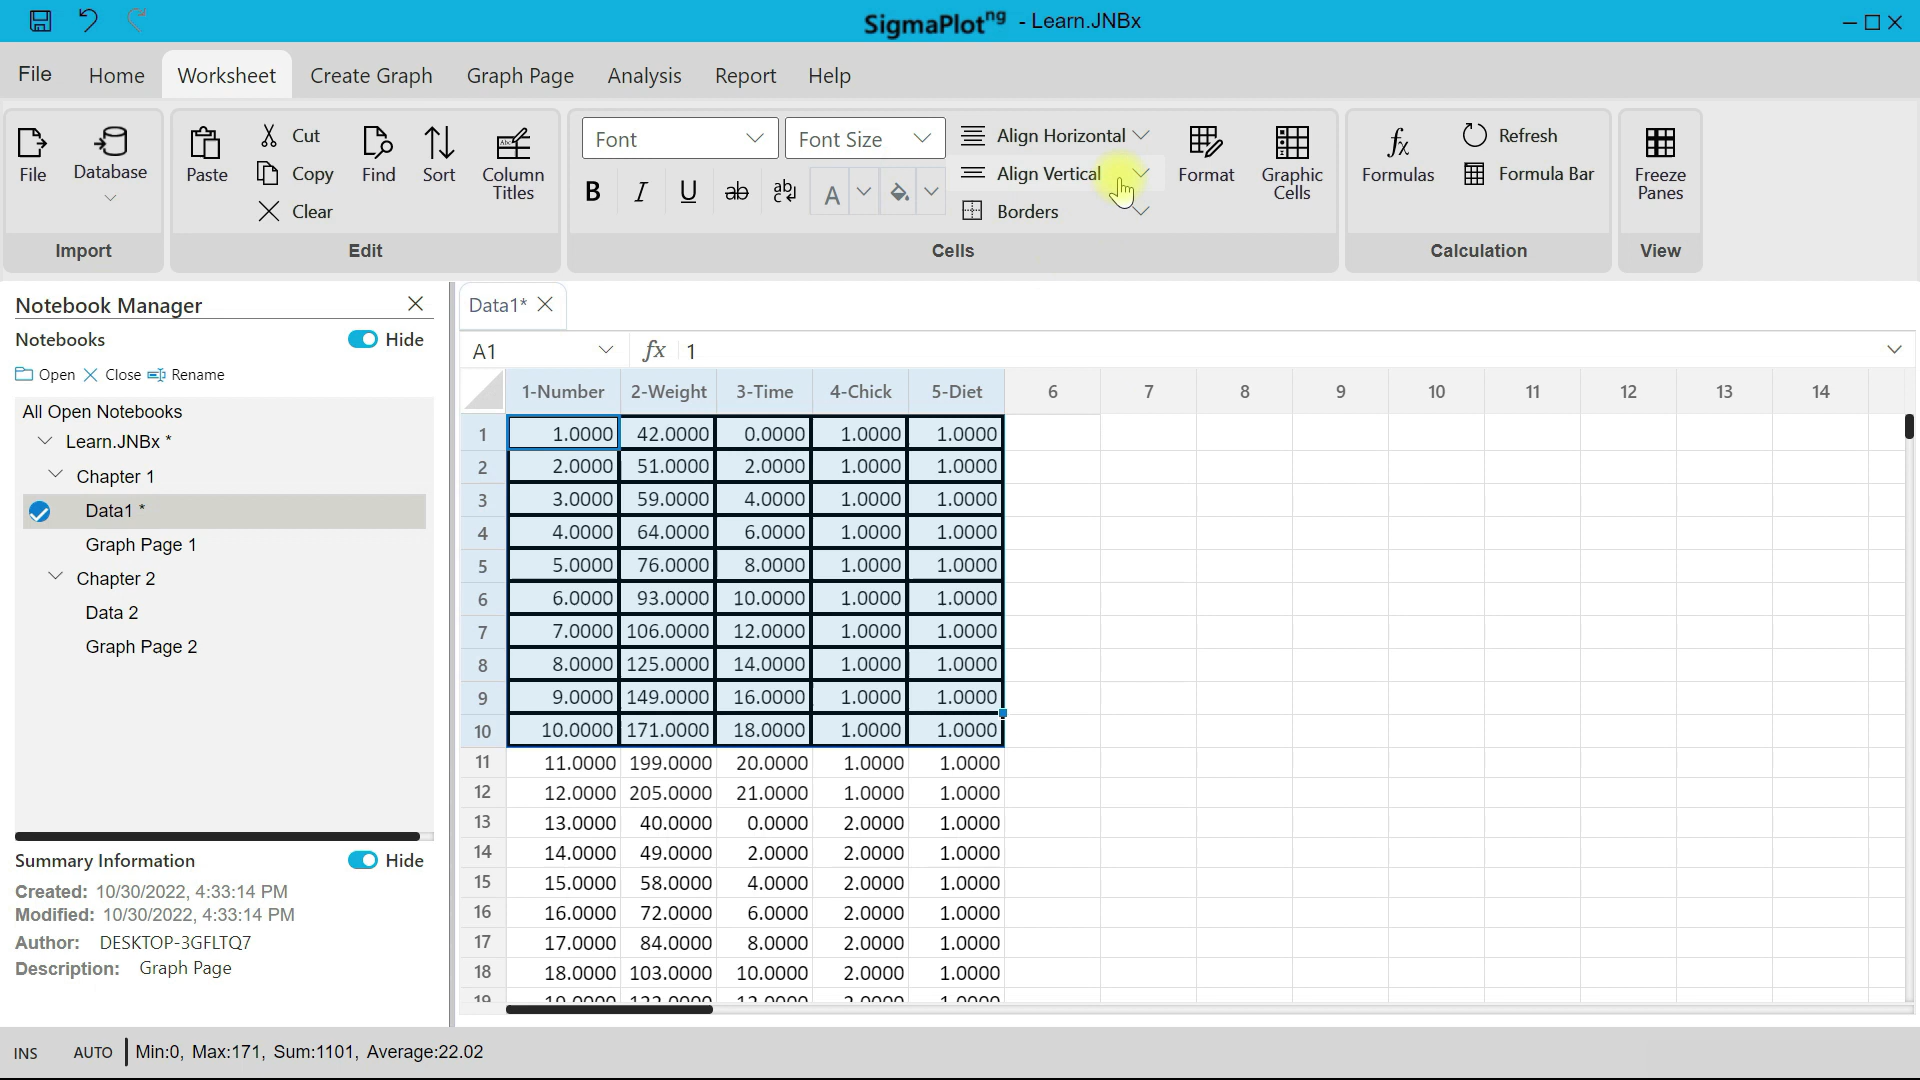 SigmaPlotng - Learn.JNBx
File Home Worksheet Create Graph Graph Page Analysis Report Help
File
Database
Import
Paste
Cut
Copy
Clear
Find
Sort
Column
Titles
Edit
Font
Font Size
B I U ab ab A
Align Horizontal
Align Vertical
Borders
Format
Graphic
Cells
Cells
Formulas
Refresh
Formula Bar
Calculation
Freeze
Panes
View
Notebook Manager
Notebooks Hide
Open Close Rename
All Open Notebooks
Learn.JNBx *
Chapter 1
Data1 *
Graph Page 1
Chapter 2
Data 2
Graph Page 2
Summary Information Hide
Created: 10/30/2022, 4:33:14 PM
Modified: 10/30/2022, 4:33:14 PM
Author: DESKTOP-3GFLTQ7
Description: Graph Page
Data1*
A1 fx 1
1-Number 2-Weight 3-Time 4-Chick 5-Diet 6 7 8 9 10 11 12 13 14
1 1.0000 42.0000 0.0000 1.0000 1.0000
2 2.0000 51.0000 2.0000 1.0000 1.0000
3 3.0000 59.0000 4.0000 1.0000 1.0000
4 4.0000 64.0000 6.0000 1.0000 1.0000
5 5.0000 76.0000 8.0000 1.0000 1.0000
6 6.0000 93.0000 10.0000 1.0000 1.0000
7 7.0000 106.0000 12.0000 1.0000 1.0000
8 8.0000 125.0000 14.0000 1.0000 1.0000
9 9.0000 149.0000 16.0000 1.0000 1.0000
10 10.0000 171.0000 18.0000 1.0000 1.0000
11 11.0000 199.0000 20.0000 1.0000 1.0000
12 12.0000 205.0000 21.0000 1.0000 1.0000
13 13.0000 40.0000 0.0000 2.0000 1.0000
14 14.0000 49.0000 2.0000 2.0000 1.0000
15 15.0000 58.0000 4.0000 2.0000 1.0000
16 16.0000 72.0000 6.0000 2.0000 1.0000
17 17.0000 84.0000 8.0000 2.0000 1.0000
18 18.0000 103.0000 10.0000 2.0000 1.0000
INS AUTO Min:0, Max:171, Sum:1101, Average:22.02